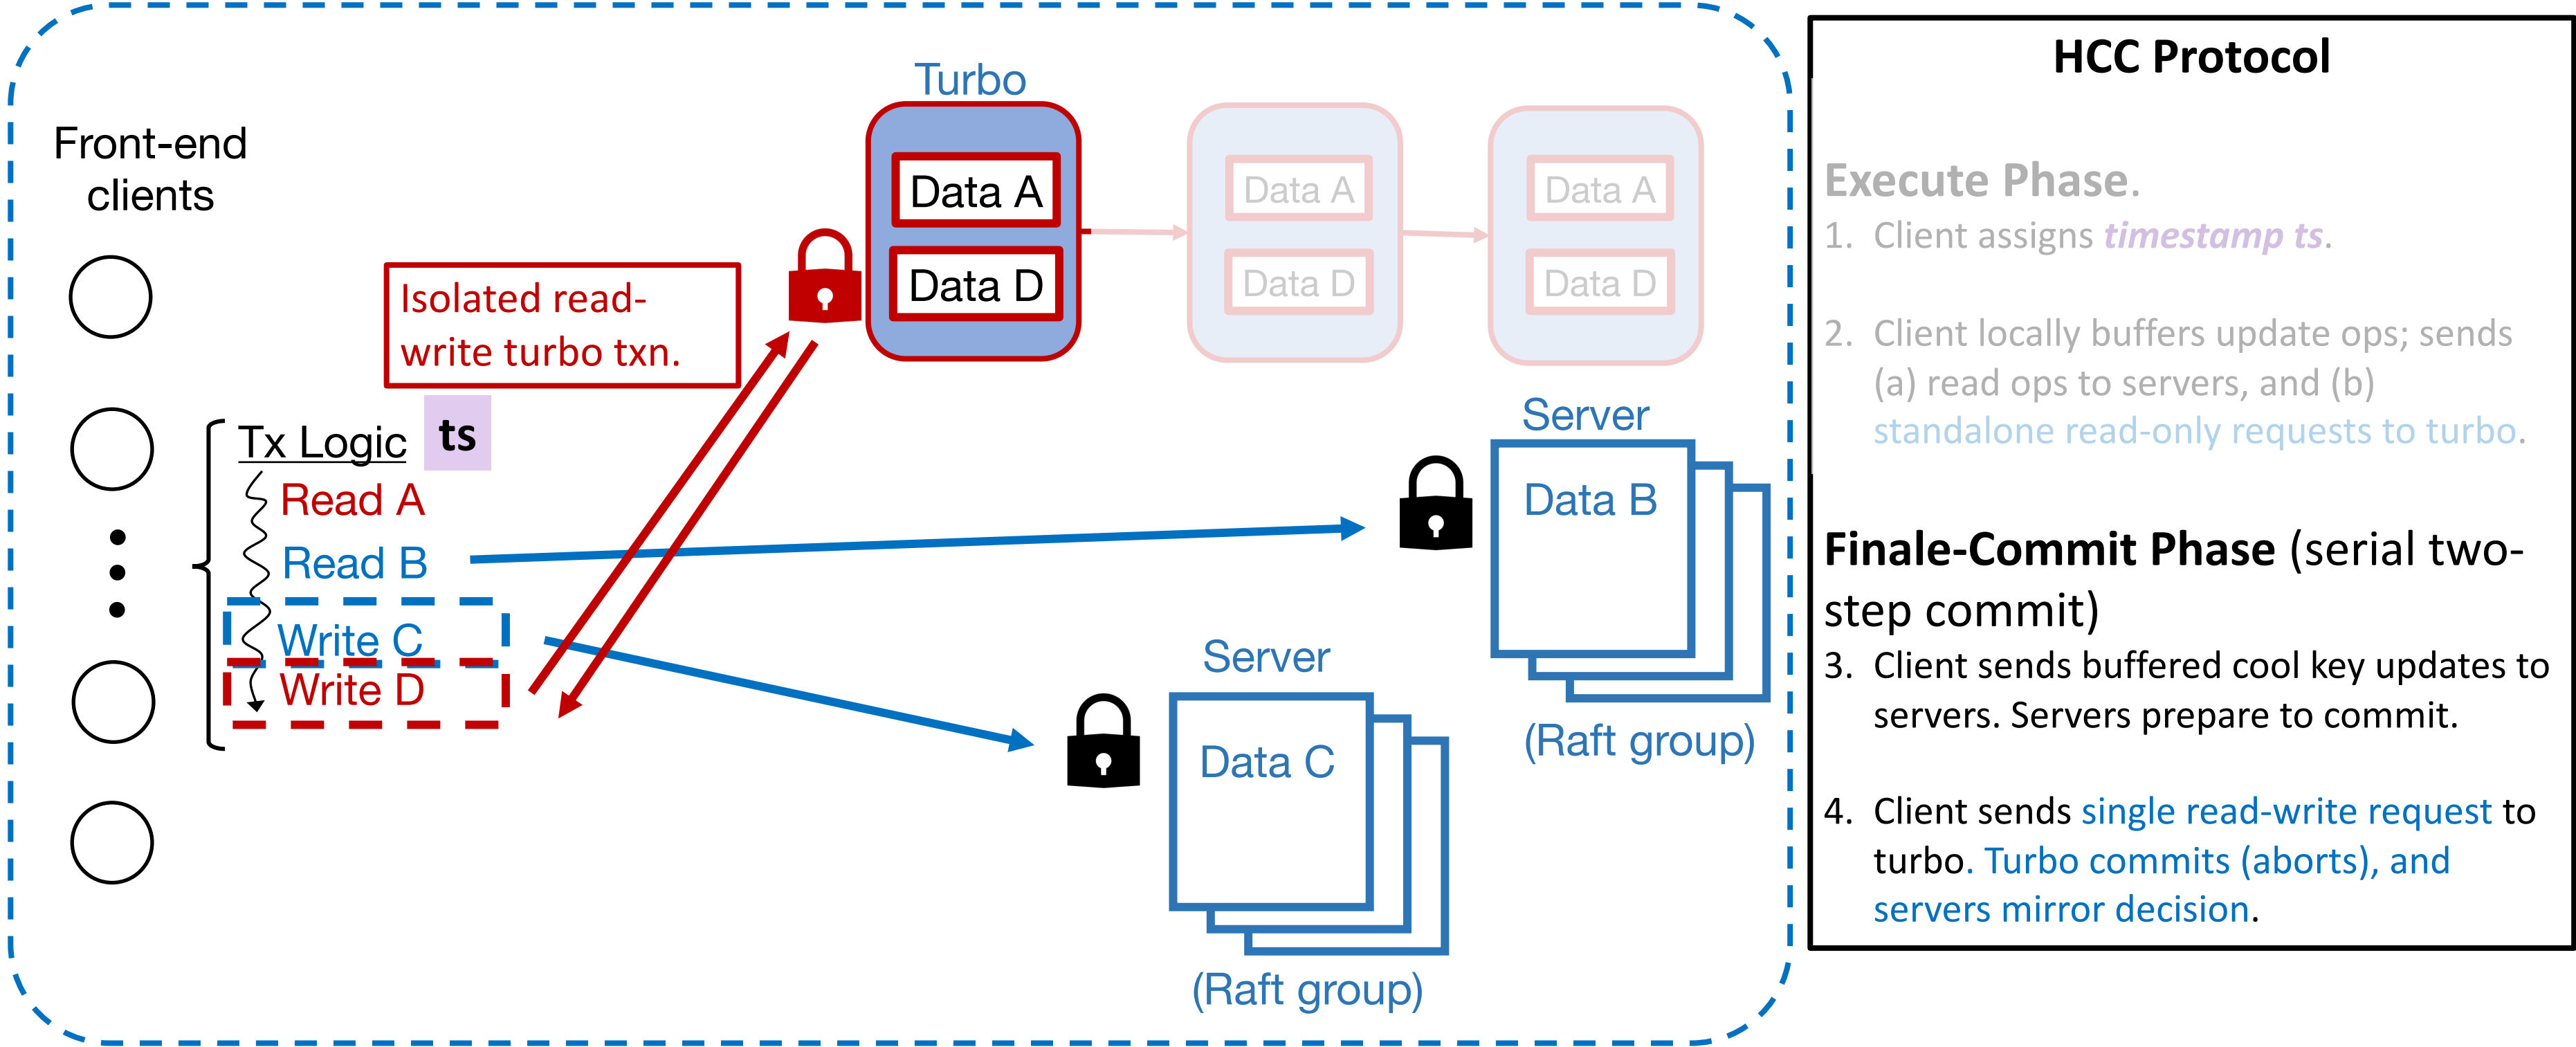 Front-end
clients
Turbo
Data A
Data D
Data A
Data D
Data A
Data D
Isolated read-
write turbo txn.
Tx Logic
ts
Read A
Read B
Write C
Write D
Server
Data B
(Raft group)
Server
Data C
(Raft group)
HCC Protocol
Execute Phase.
1. Client assigns timestamp ts.
2. Client locally buffers update ops; sends
(a) read ops to servers, and (b)
standalone read-only requests to turbo.
Finale-Commit Phase (serial two-
step commit)
3. Client sends buffered cool key updates to
servers. Servers prepare to commit.
4. Client sends single read-write request to
turbo. Turbo commits (aborts), and
servers mirror decision.